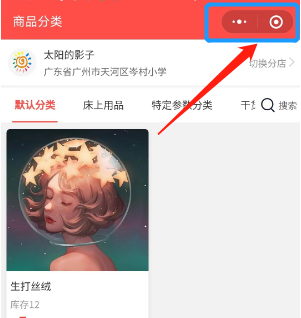 商品分类
太阳的影子
广东省广州市天河区岑村小学
切换分店
默认分类 床上用品 特定参数分类 搜索
生打丝绒
库存12